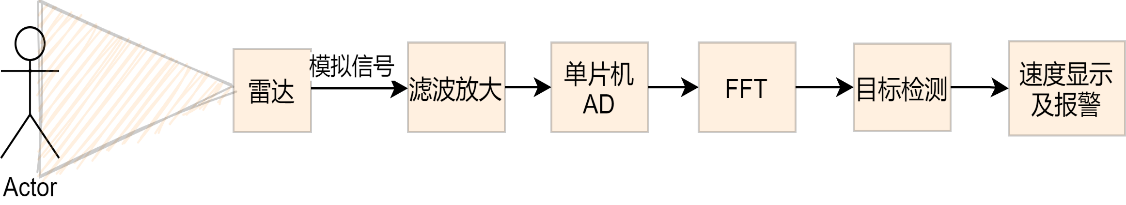 Actor
雷达
模拟信号
滤波放大
单片机
AD
FFT
目标检测
速度显示
及报警